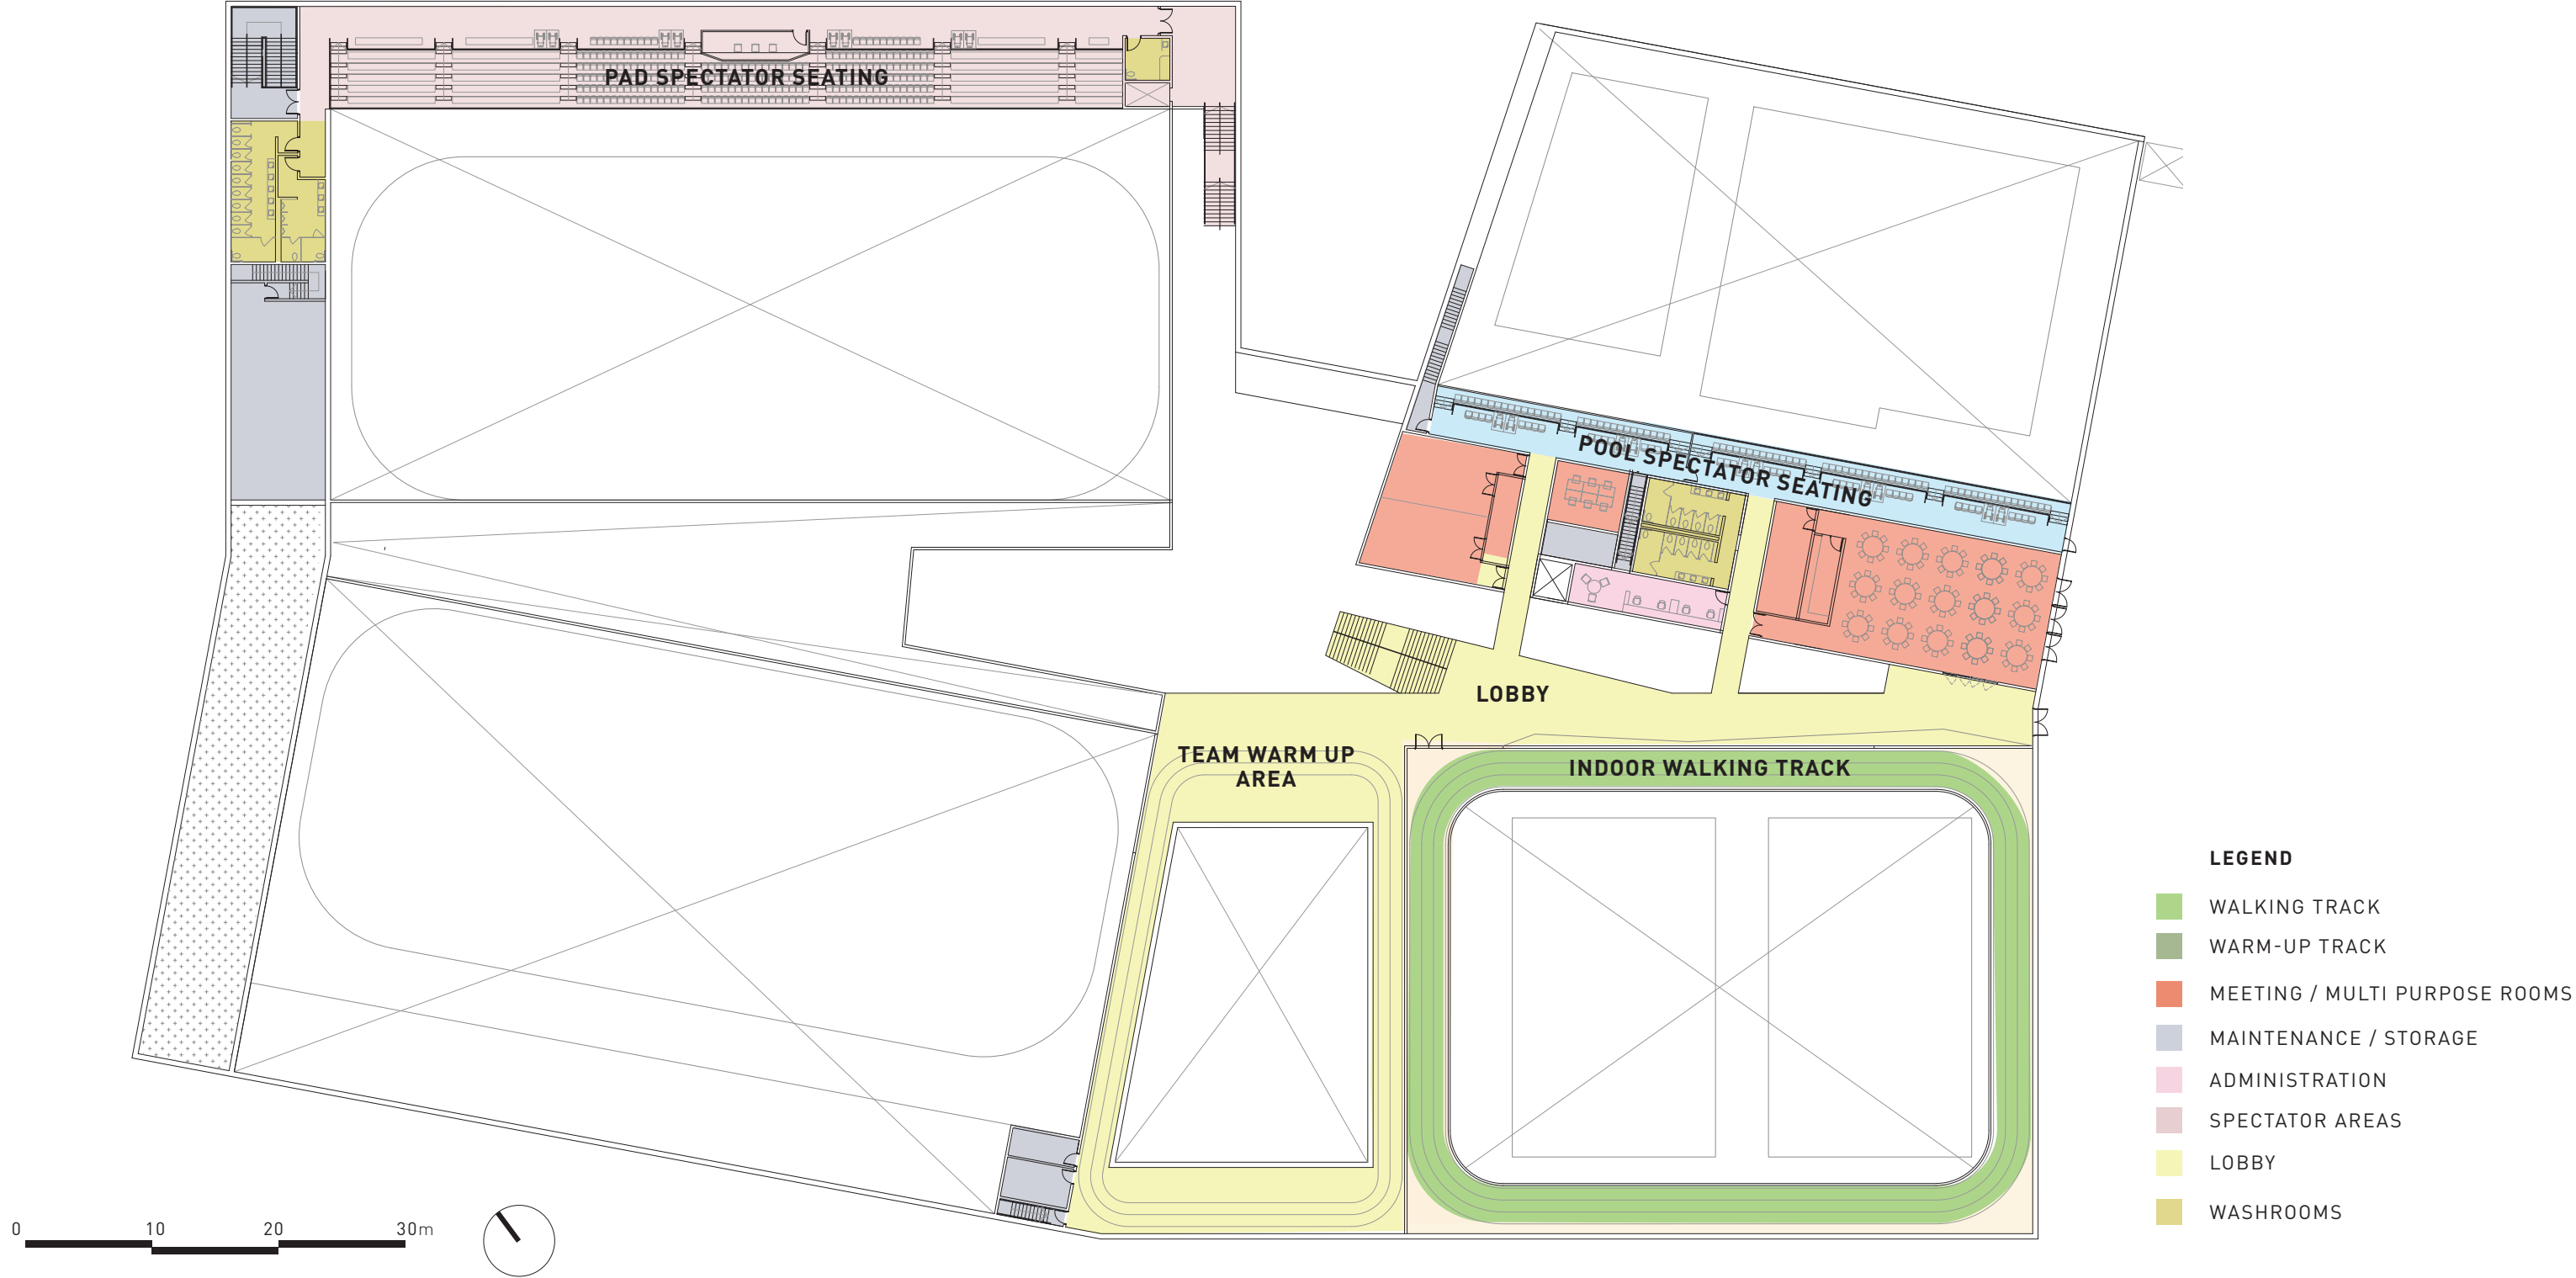 PAD SPECTATOR SEATING
POOL SPECTATOR SEATING
LOBBY
TEAM WARM UP
AREA
INDOOR WALKING TRACK
LEGEND
WALKING TRACK
WARM-UP TRACK
MEETING / MULTI PURPOSE ROOMS
MAINTENANCE / STORAGE
ADMINISTRATION
SPECTATOR AREAS
LOBBY
WASHROOMS
0 10 20 30m